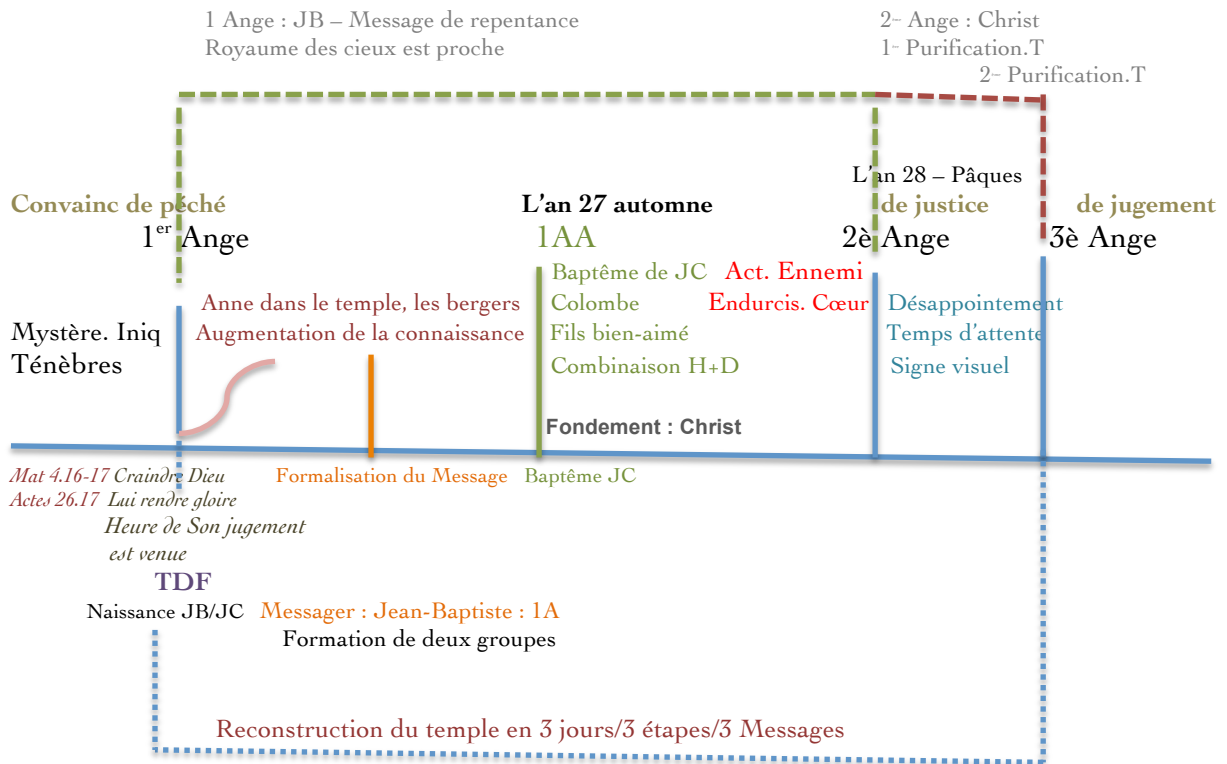 1 Ange : JB – Message de repentance
Royaume des cieux est proche
2- Ange : Christ
1- Purification.T
2- Purification.T
L'an 28 – Pâques
Convainc de péché
L'an 27 automne
de justice
de jugement
1er Ange
1AA
2è Ange
3è Ange
Baptême de JC
Colombe
Fils bien-aimé
Combinaison H+D
Act. Ennemi
Endurcis. Cœur
Anne dans le temple, les bergers
Augmentation de la connaissance
Désappointement
Temps d'attente
Signe visuel
Mystère. Iniq
Ténèbres
Fondement : Christ
Mat 4.16-17 Craindre Dieu
Actes 26.17 Lui rendre gloire
Heure de Son jugement
est venue
Formalisation du Message
Baptême JC
TDF
Naissance JB/JC
Messager : Jean-Baptiste : 1A
Formation de deux groupes
Reconstruction du temple en 3 jours/3 étapes/3 Messages